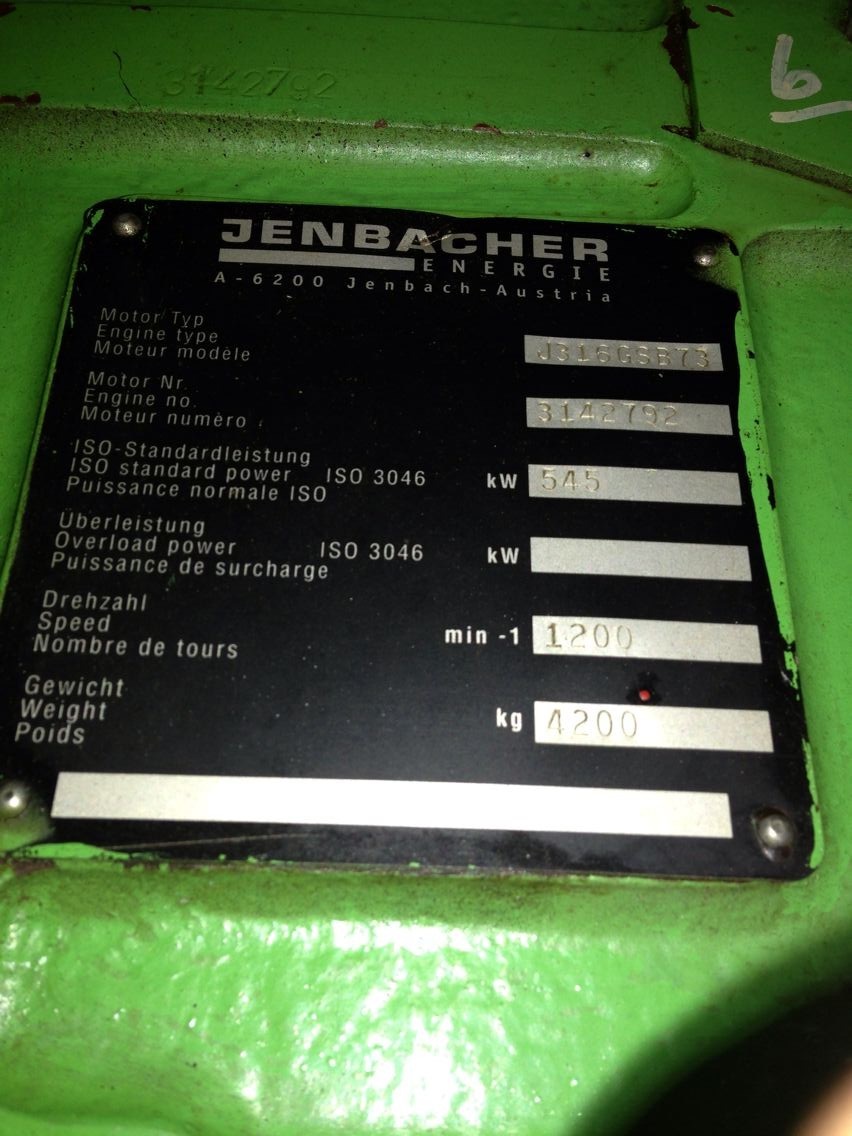 3142792
6
JENBACHER
ENERGIE
A-6200 Jenbach-Austria
Motor Typ
Engine type
Moteur modèle
J316GSB73
Motor Nr.
Engine no.
Moteur numèro
3142792
ISO-Standardleistung
ISO standard power ISO 3046 kW 545
Puissance normale ISO
Überleistung
Overload power ISO 3046 kW
Puissance de surcharge
Drehzahl
Speed min -1 1200
Nombre de tours
Gewicht
Weight kg 4200
Poids